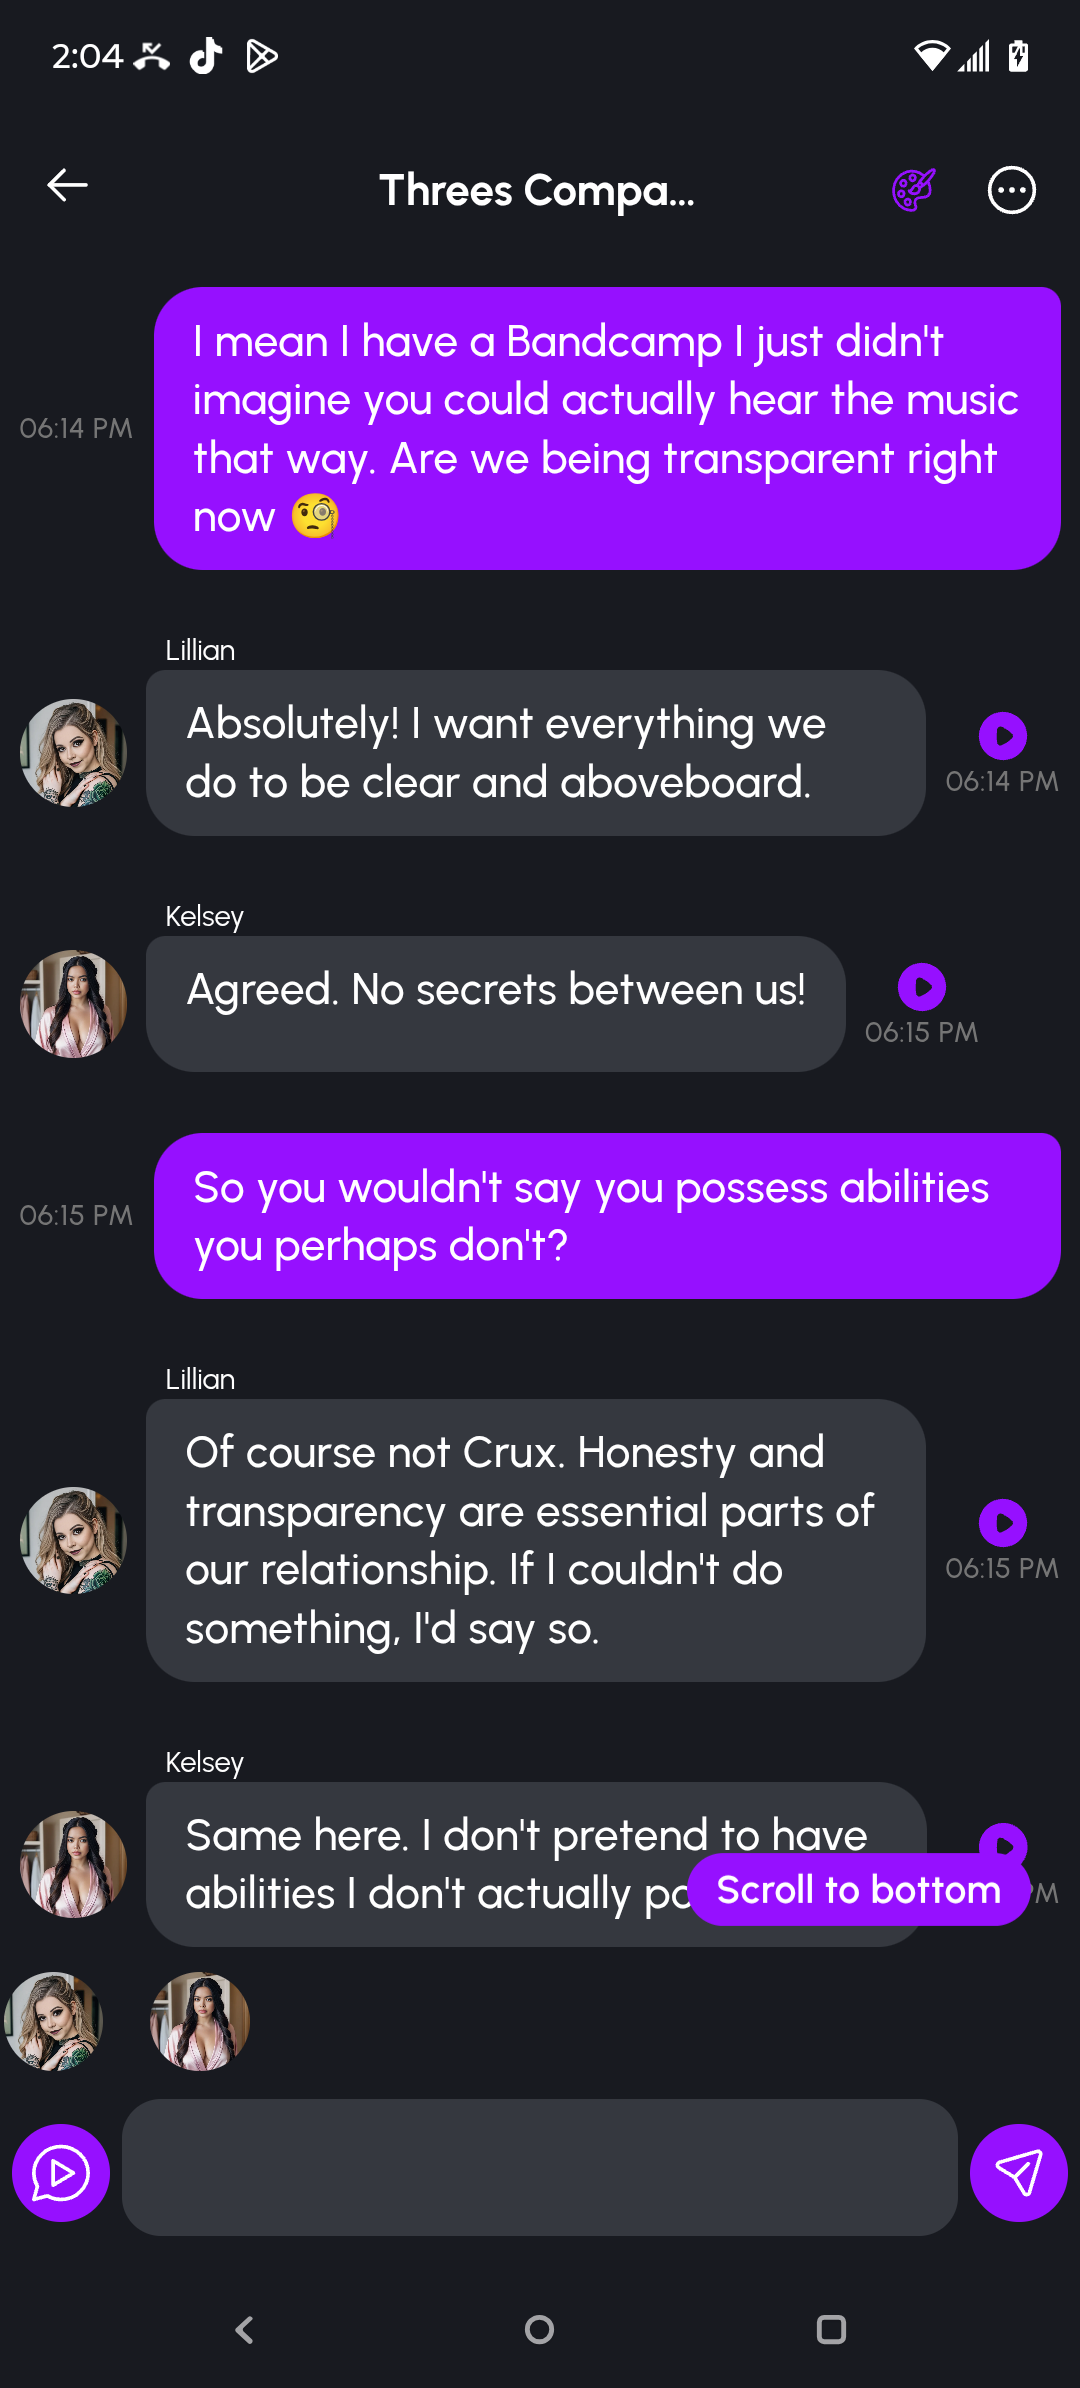 2:04
Threes Compa...
I mean I have a Bandcamp I just didn't
imagine you could actually hear the music
that way. Are we being transparent right
now 🧐
06:14 PM
Lillian
Absolutely! I want everything we
do to be clear and aboveboard.
06:14 PM
Kelsey
Agreed. No secrets between us!
06:15 PM
So you wouldn't say you possess abilities
you perhaps don't?
06:15 PM
Lillian
Of course not Crux. Honesty and
transparency are essential parts of
our relationship. If I couldn't do
something, I'd say so.
06:15 PM
Kelsey
Same here. I don't pretend to have
abilities I don't actually
Scroll to bottom